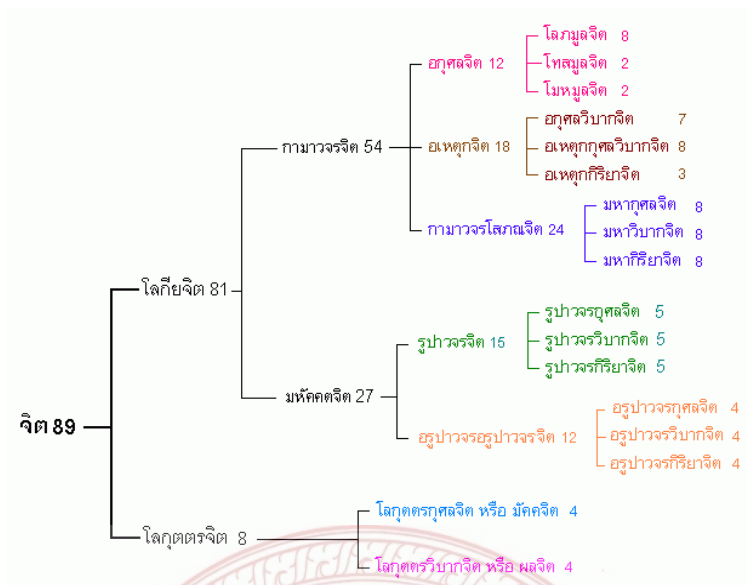 โลภมูลจิต 8
อกุศลจิต 12
โทสมูลจิต 2
โมหมูลจิต 2
อกุศลวิบากจิต 7
กามาวจรจิต 54
อเหตุกจิต 18
อเหตุกกุศลวิบากจิต 8
อเหตุกกิริยาจิต 3
มหากุศลจิต 8
กามาวจรโสภณจิต 24
มหาวิบากจิต 8
มหากิริยาจิต 8
โลกียจิต 81
รูปาวจรกุศลจิต 5
รูปาวจรจิต 15
รูปาวจรวิบากจิต 5
รูปาวจรกิริยาจิต 5
มหัคคตจิต 27
อรูปาวจรกุศลจิต 4
จิต 89
อรูปาวจรอรูปาวจรจิต 12
อรูปาวจรวิบากจิต 4
อรูปาวจรกิริยาจิต 4
โลกุตตรกุศลจิต หรือ มัคคจิต 4
โลกุตตรจิต 8
โลกุตตรวิบากจิต หรือ ผลจิต 4